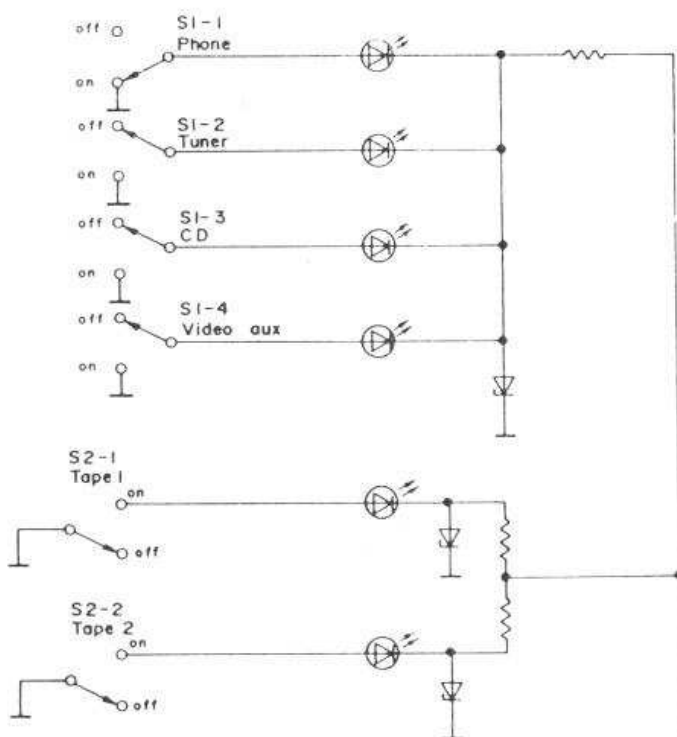 off
S1-1
Phone
on
off
S1-2
Tuner
on
off
S1-3
CD
on
off
S1-4
Video aux
on
S2-1
Tape 1
on
off
S2-2
Tape 2
on
off